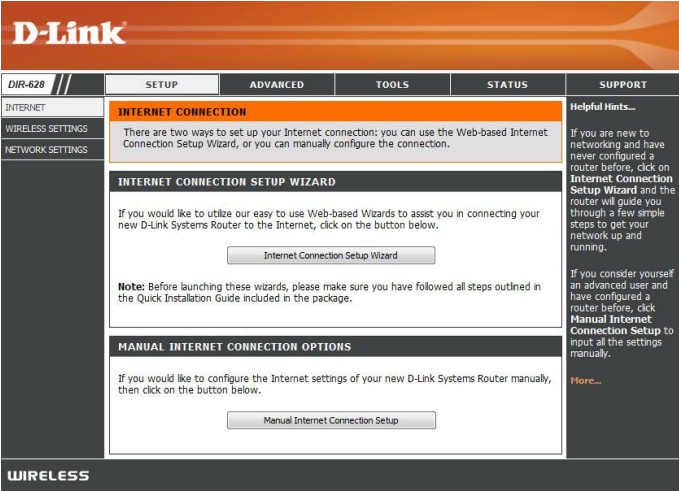 D-Link
DIR-628
SETUP
ADVANCED
TOOLS
STATUS
SUPPORT
INTERNET
WIRELESS SETTINGS
NETWORK SETTINGS
INTERNET CONNECTION
There are two ways to set up your Internet connection: you can use the Web-based Internet
Connection Setup Wizard, or you can manually configure the connection.
INTERNET CONNECTION SETUP WIZARD
If you would like to utilize our easy to use Web-based Wizards to assist you in connecting your
new D-Link Systems Router to the Internet, click on the button below.
Internet Connection Setup Wizard
Note: Before launching these wizards, please make sure you have followed all steps outlined in
the Quick Installation Guide included in the package.
MANUAL INTERNET CONNECTION OPTIONS
If you would like to configure the Internet settings of your new D-Link Systems Router manually,
then click on the button below.
Manual Internet Connection Setup
Helpful Hints...
If you are new to
networking and have
never configured a
router before, click on
Internet Connection
Setup Wizard and the
router will guide you
through a few simple
steps to get your
network up and
running.
If you consider yourself
an advanced user and
have configured a
router before, click
Manual Internet
Connection Setup to
input all the settings
manually.
More...
WIRELESS